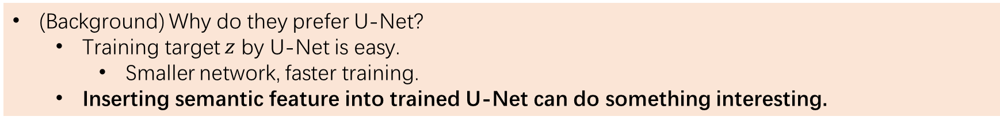 • (Background) Why do they prefer U-Net?
• Training target z by U-Net is easy.
• Smaller network, faster training.
• Inserting semantic feature into trained U-Net can do something interesting.